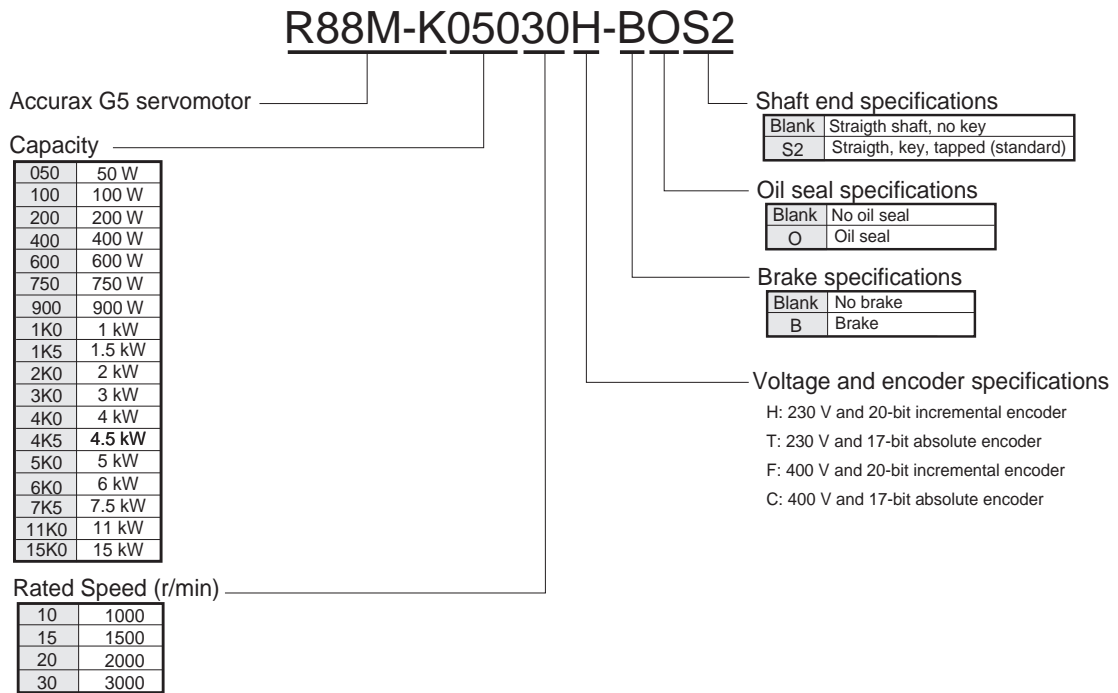 R88M-K05030H-BOS2
Accurax G5 servomotor
Capacity
050 50 W
100 100 W
200 200 W
400 400 W
600 600 W
750 750 W
900 900 W
1K0 1 kW
1K5 1.5 kW
2K0 2 kW
3K0 3 kW
4K0 4 kW
4K5 4.5 kW
5K0 5 kW
6K0 6 kW
7K5 7.5 kW
11K0 11 kW
15K0 15 kW
Rated Speed (r/min)
10 1000
15 1500
20 2000
30 3000
Shaft end specifications
Blank Straigth shaft, no key
S2 Straigth, key, tapped (standard)
Oil seal specifications
Blank No oil seal
O Oil seal
Brake specifications
Blank No brake
B Brake
Voltage and encoder specifications
H: 230 V and 20-bit incremental encoder
T: 230 V and 17-bit absolute encoder
F: 400 V and 20-bit incremental encoder
C: 400 V and 17-bit absolute encoder